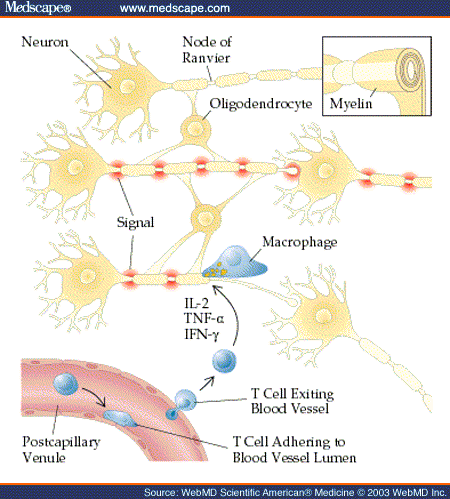 Medscape® www.medscape.com
Neuron
Node of
Ranvier
Myelin
Oligodendrocyte
Signal
Macrophage
IL-2
TNF-α
IFN-γ
T Cell Exiting
Blood Vessel
Postcapillary
Venule
T Cell Adhering to
Blood Vessel Lumen
Source: WebMD Scientific American® Medicine © 2003 WebMD Inc.